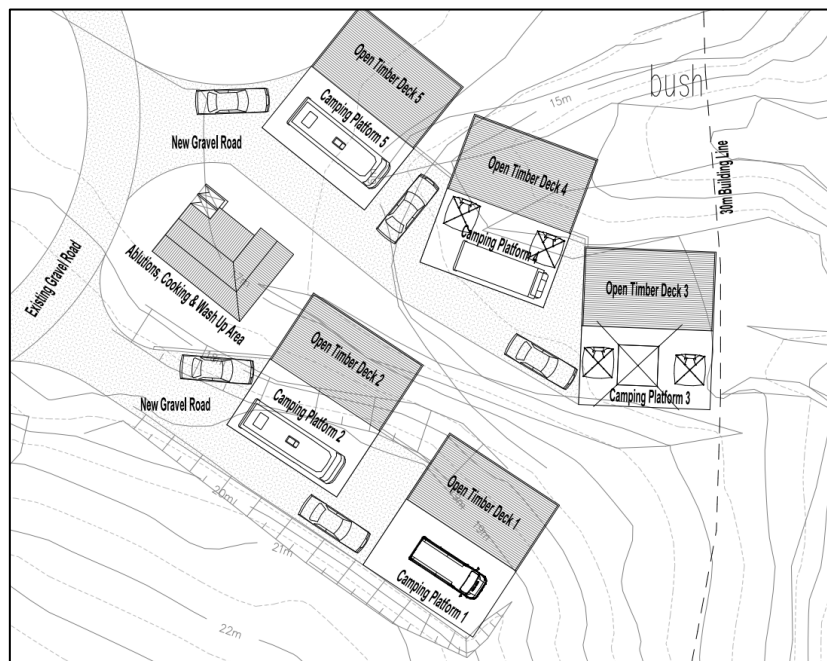 Open Timber Deck 5
Camping Platform 5
New Gravel Road
bush
15m
30m Building Line
Open Timber Deck 4
Camping Platform 4
Existing Gravel Road
Ablutions, Cooking & Wash Up Area
Open Timber Deck 3
Camping Platform 3
Open Timber Deck 2
Camping Platform 2
New Gravel Road
Open Timber Deck 1
Camping Platform 1
19m
20m
21m
22m